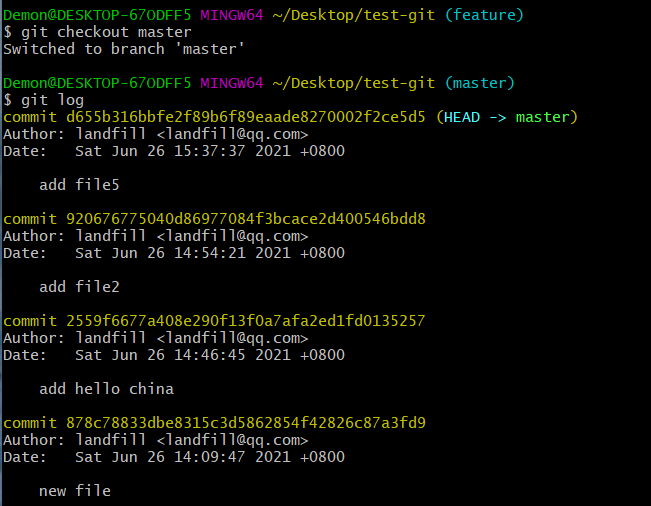 Demon@DESKTOP-67ODFF5 MINGW64 ~/Desktop/test-git (feature)
$ git checkout master
Switched to branch 'master'
Demon@DESKTOP-67ODFF5 MINGW64 ~/Desktop/test-git (master)
$ git log
commit d655b316bbfe2f89b6f89eaade8270002f2ce5d5 (HEAD -> master)
Author: landfill <landfill@qq.com>
Date:   Sat Jun 26 15:37:37 2021 +0800
    add file5
commit 920676775040d86977084f3bcace2d400546bdd8
Author: landfill <landfill@qq.com>
Date:   Sat Jun 26 14:54:21 2021 +0800
    add file2
commit 2559f6677a408e290f13f0a7afa2ed1fd0135257
Author: landfill <landfill@qq.com>
Date:   Sat Jun 26 14:46:45 2021 +0800
    add hello china
commit 878c78833dbe8315c3d5862854f42826c87a3fd9
Author: landfill <landfill@qq.com>
Date:   Sat Jun 26 14:09:47 2021 +0800
    new file